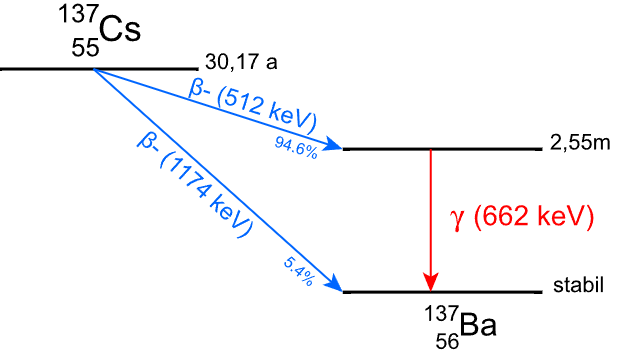 137
55Cs
30,17 a
β- (512 keV)
94.6%
2,55m
β- (1174 keV)
5.4%
γ (662 keV)
stabil
137
56Ba